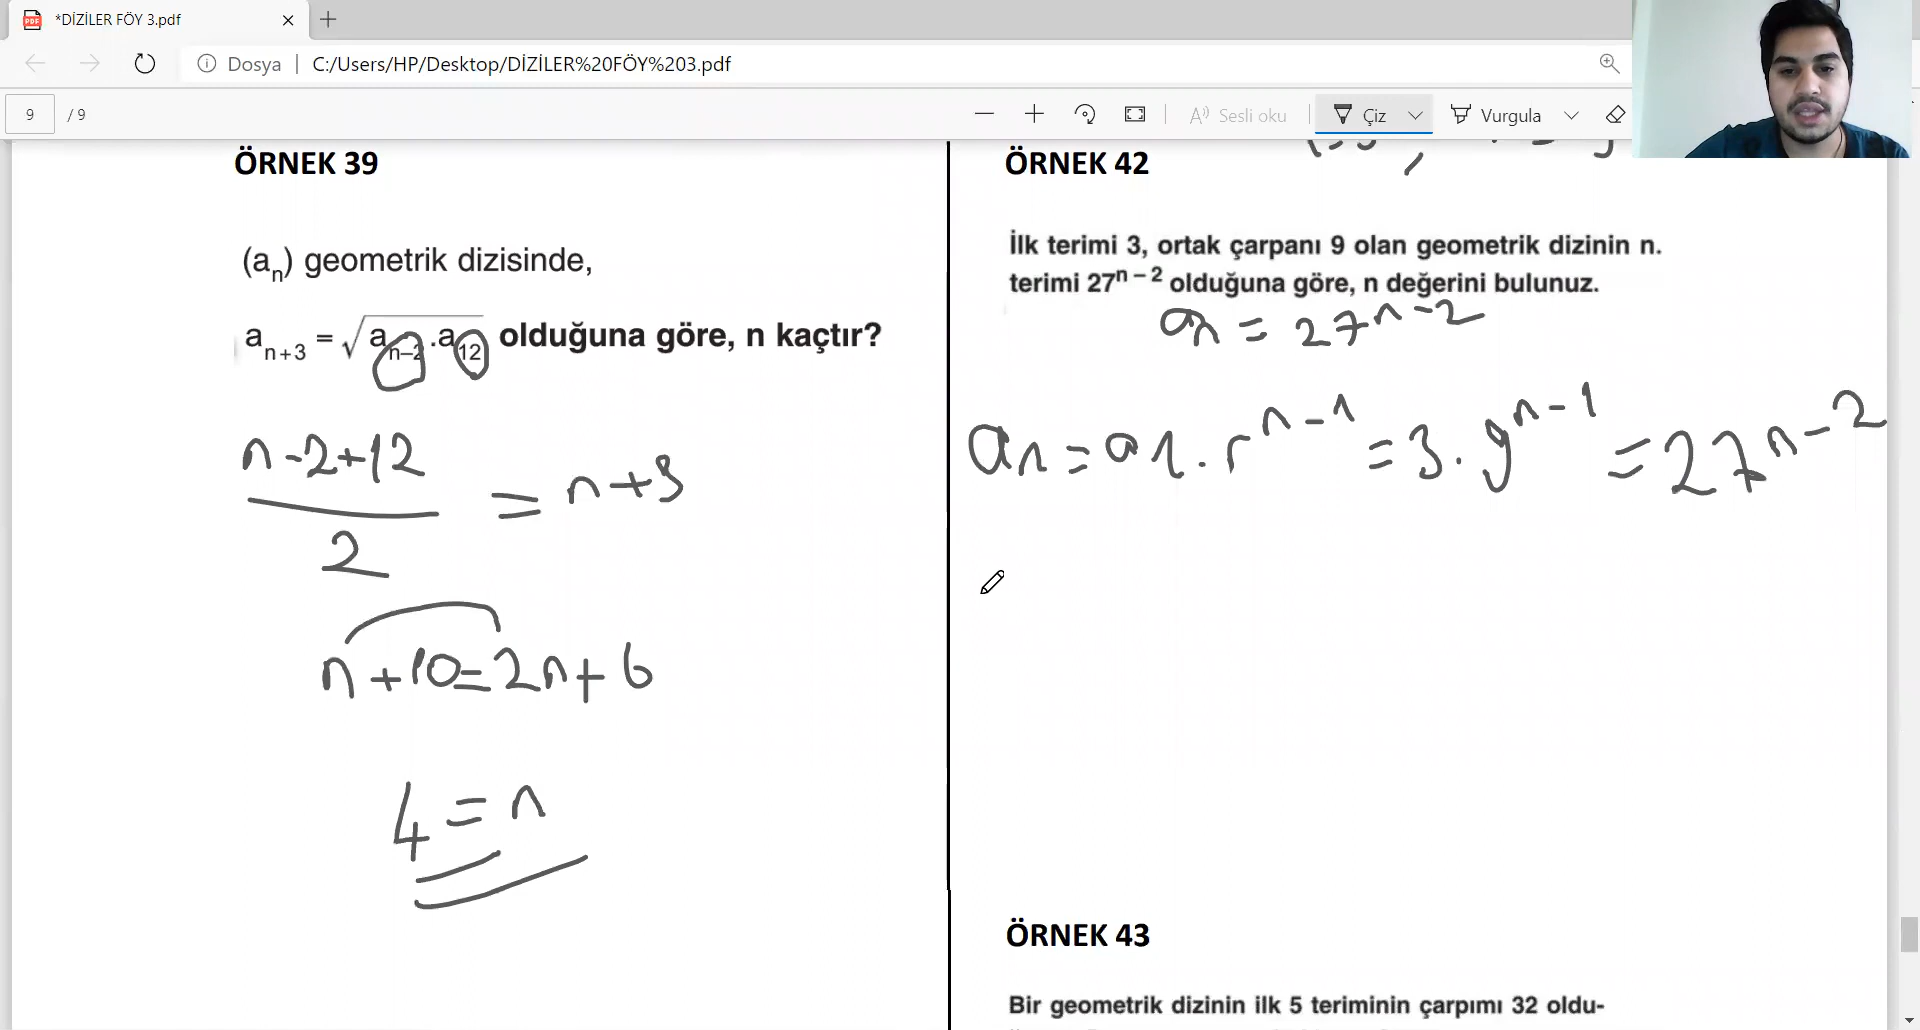 *DİZİLER FÖY 3.pdf
Dosya | C:/Users/HP/Desktop/DİZİLER%20FÖY%203.pdf
9 / 9
Sesli oku
Çiz
Vurgula
ÖRNEK 39
(aₙ) geometrik dizisinde,
aₙ₊₃ = √aₙ₋₂ .a₁₂ olduğuna göre, n kaçtır?
n-2+12
2
= n+3
n+10=2n+6
4=n
ÖRNEK 42
İlk terimi 3, ortak çarpanı 9 olan geometrik dizinin n.
terimi 27ⁿ ⁻ ² olduğuna göre, n değerini bulunuz.
an = 27ⁿ⁻²
an = a1 . rⁿ⁻¹ = 3 . 9ⁿ⁻¹ = 27ⁿ⁻²
ÖRNEK 43
Bir geometrik dizinin ilk 5 teriminin çarpımı 32 oldu-